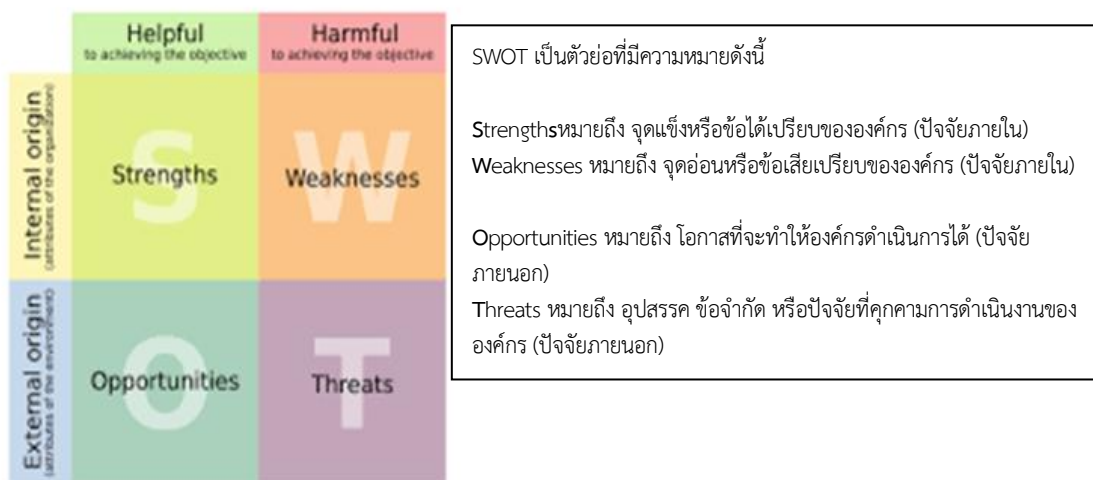 Helpful
to achieving the objective
Harmful
to achieving the objective
Internal origin
(attributes of the organization)
S
Strengths
W
Weaknesses
External origin
(attributes of the environment)
O
Opportunities
T
Threats
SWOT เป็นตัวย่อที่มีความหมายดังนี้
Strengthsหมายถึง จุดแข็งหรือข้อได้เปรียบขององค์กร (ปัจจัยภายใน)
Weaknesses หมายถึง จุดอ่อนหรือข้อเสียเปรียบขององค์กร (ปัจจัยภายใน)
Opportunities หมายถึง โอกาสที่จะทำให้องค์กรดำเนินการได้ (ปัจจัย
ภายนอก)
Threats หมายถึง อุปสรรค ข้อจำกัด หรือปัจจัยที่คุกคามการดำเนินงานของ
องค์กร (ปัจจัยภายนอก)